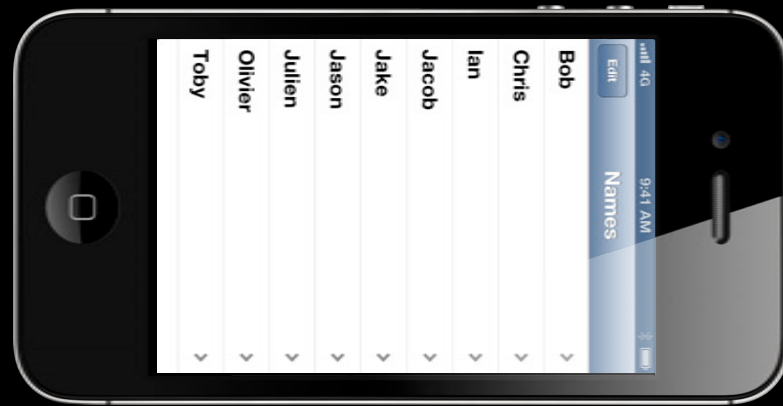 4G 9:41 AM
Edit Names
Bob
Chris
Ian
Jacob
Jake
Jason
Julien
Olivier
Toby